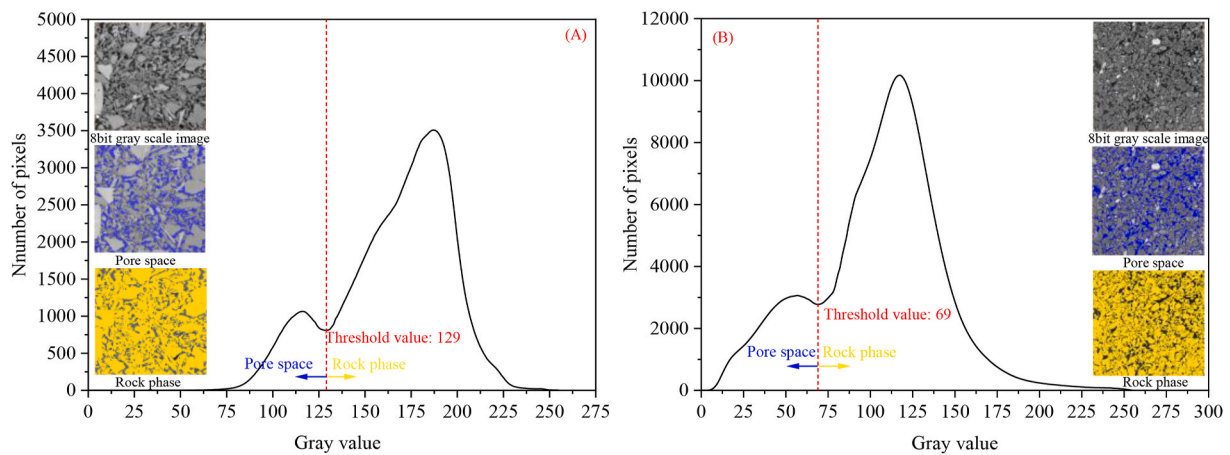 (A)
5000
4500
4000
3500
3000
2500
2000
1500
1000
500
0
Nnumber of pixels
8bit gray scale image
Pore space
Rock phase
Threshold value: 129
Pore space
Rock phase
0
25
50
75
100
125
150
175
200
225
250
275
Gray value
(B)
12000
10000
8000
6000
4000
2000
0
Number of pixels
8bit gray scale image
Pore space
Rock phase
Threshold value: 69
Pore space
Rock phase
0
25
50
75
100
125
150
175
200
225
250
275
300
Gray value